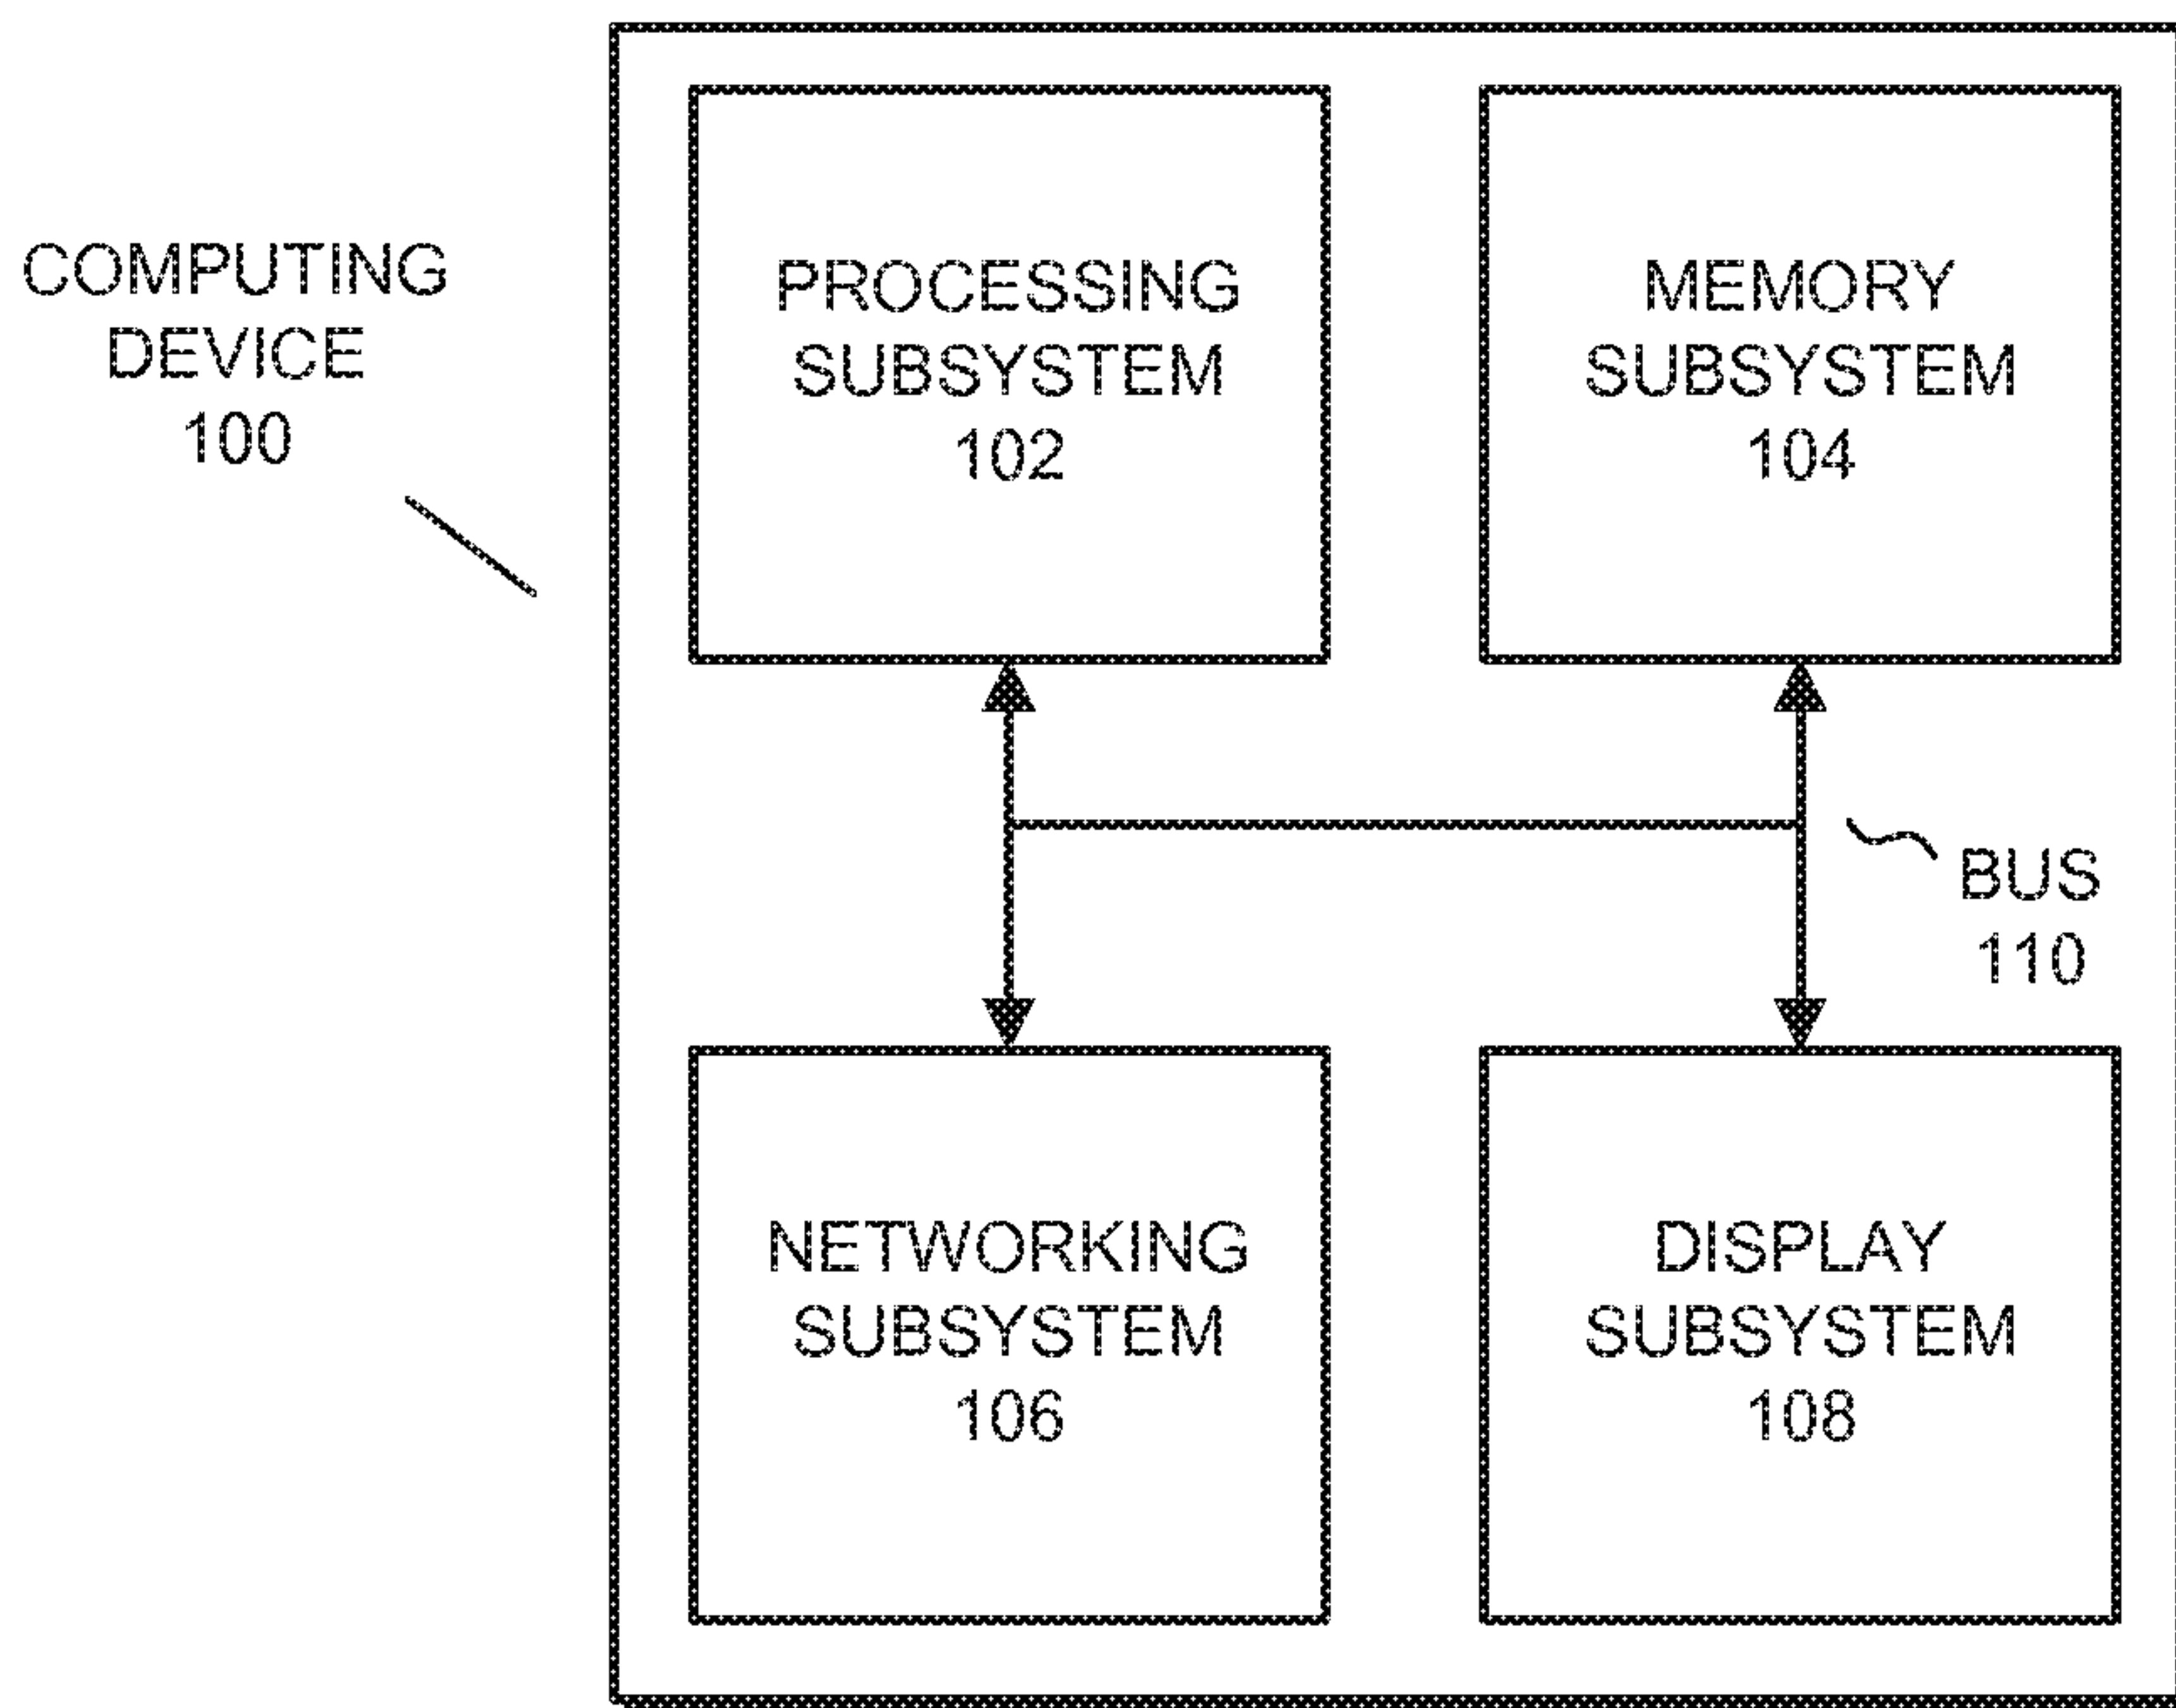 COMPUTING
DEVICE
100
PROCESSING
SUBSYSTEM
102
MEMORY
SUBSYSTEM
104
BUS
110
NETWORKING
SUBSYSTEM
106
DISPLAY
SUBSYSTEM
108